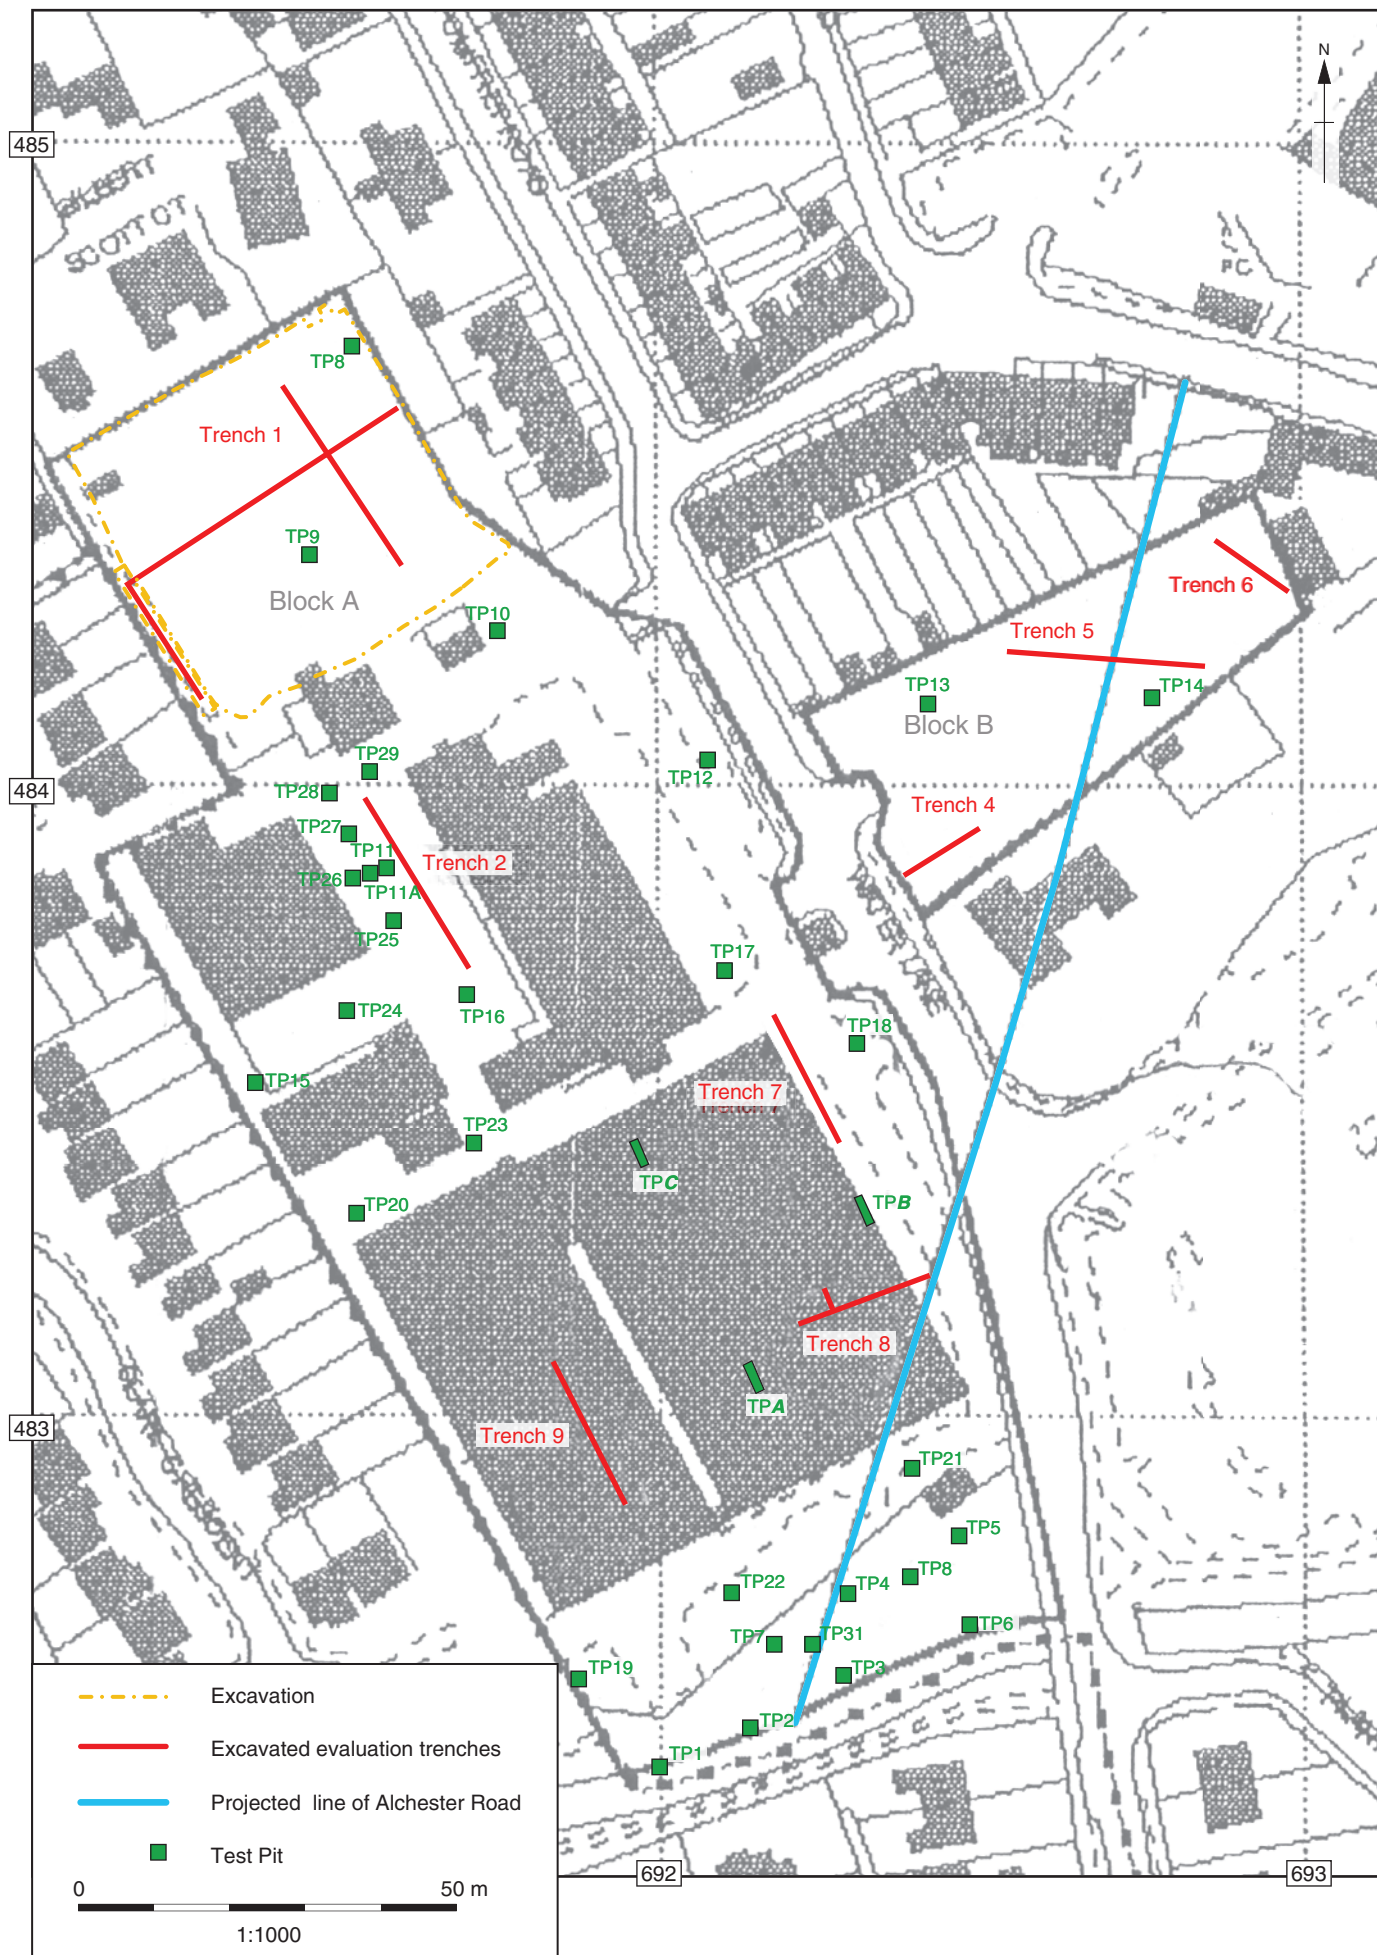 N
485
GILBERT
SCOTT CT
PC
TP8
Trench 1
TP9
Block A
TP10
Trench 6
Trench 5
TP14
TP13
Block B
TP12
TP29
484
TP28
Trench 4
TP27
TP11
Trench 2
TP26
TP11A
TP25
TP17
TP24
TP16
TP18
TP15
Trench 7
TP23
TPC
TPB
TP20
Trench 8
TPA
483
Trench 9
TP21
TP5
TP8
TP22
TP4
TP6
TP7
TP31
TP19
TP3
TP2
TP1
Excavation
Excavated evaluation trenches
Projected line of Alchester Road
Test Pit
0 50 m
1:1000
692
693